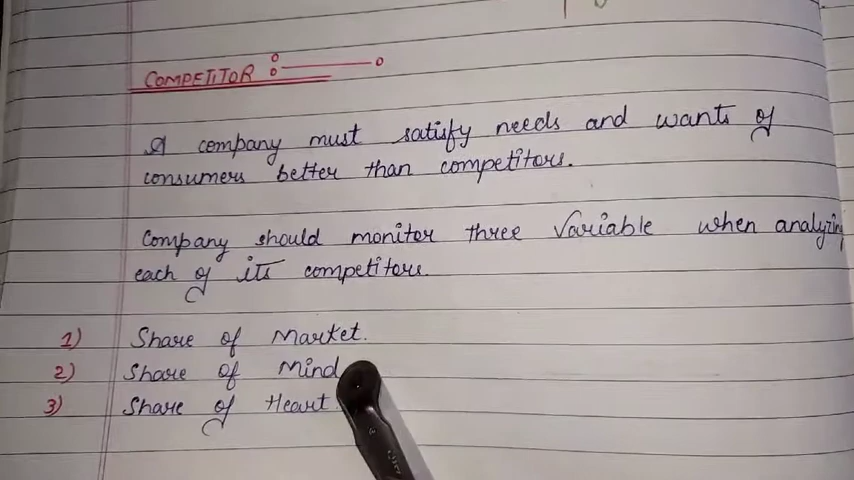 COMPETITOR :-
A company must satisfy needs and wants of
consumers better than competitors.
Company should moniter three Variable when analyzing
each of its competitors.
1) Share of Market.
2) Share of Mind
3) Share of Heart.